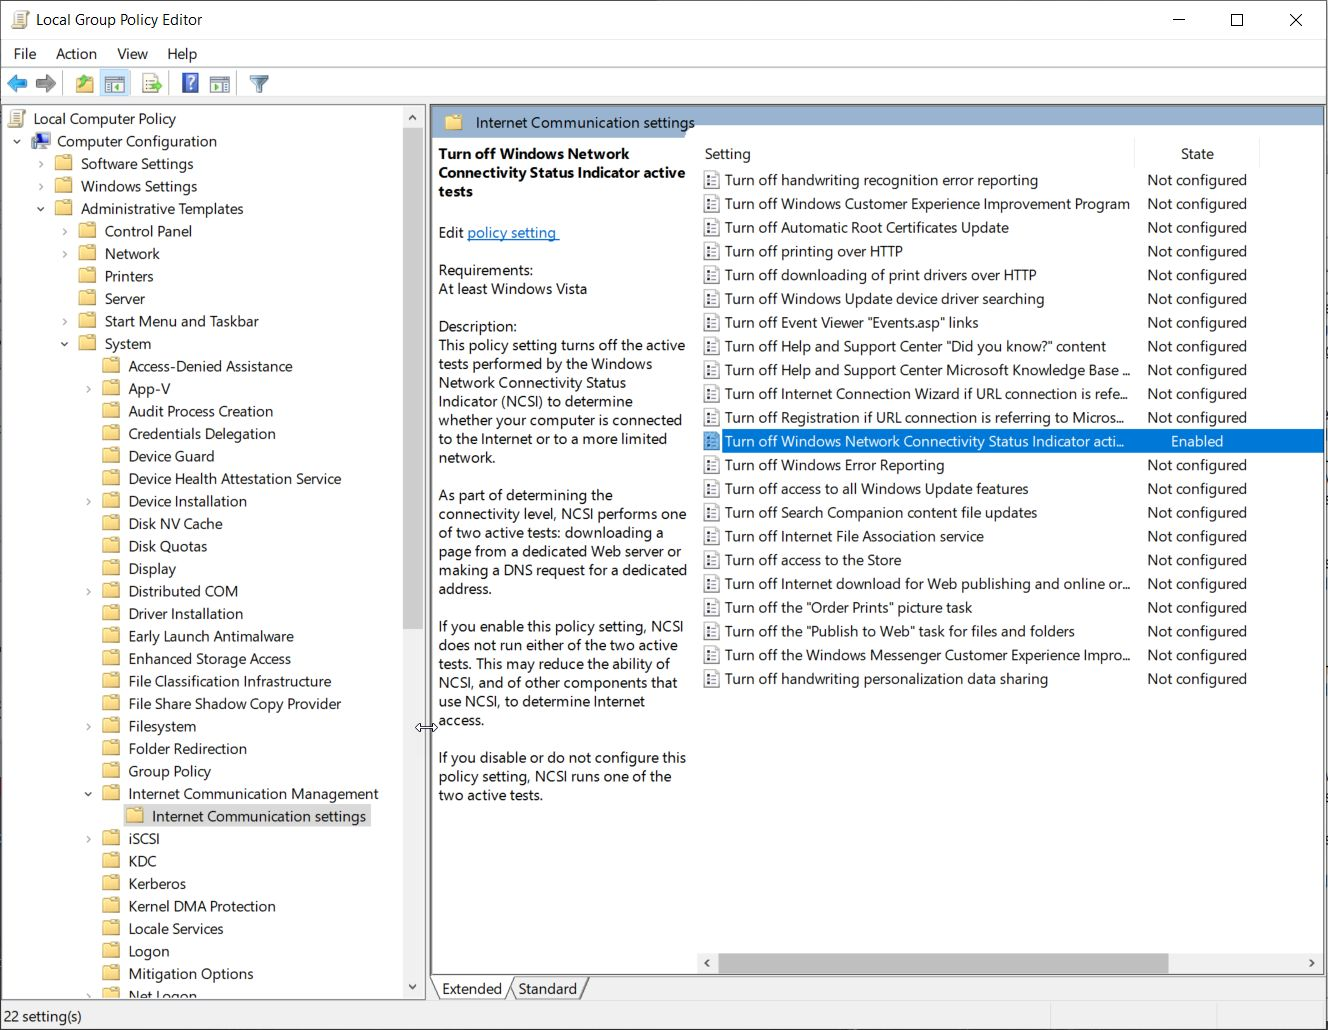 Local Group Policy Editor
File Action View Help
Local Computer Policy
Computer Configuration
Software Settings
Windows Settings
Administrative Templates
Control Panel
Network
Printers
Server
Start Menu and Taskbar
System
Access-Denied Assistance
App-V
Audit Process Creation
Credentials Delegation
Device Guard
Device Health Attestation Service
Device Installation
Disk NV Cache
Disk Quotas
Display
Distributed COM
Driver Installation
Early Launch Antimalware
Enhanced Storage Access
File Classification Infrastructure
File Share Shadow Copy Provider
Filesystem
Folder Redirection
Group Policy
Internet Communication Management
Internet Communication settings
iSCSI
KDC
Kerberos
Kernel DMA Protection
Locale Services
Logon
Mitigation Options
Net Logon
Internet Communication settings
Turn off Windows Network
Connectivity Status Indicator active
tests
Edit policy setting
Requirements:
At least Windows Vista
Description:
This policy setting turns off the active
tests performed by the Windows
Network Connectivity Status
Indicator (NCSI) to determine
whether your computer is connected
to the Internet or to a more limited
network.
As part of determining the
connectivity level, NCSI performs one
of two active tests: downloading a
page from a dedicated Web server or
making a DNS request for a dedicated
address.
If you enable this policy setting, NCSI
does not run either of the two active
tests. This may reduce the ability of
NCSI, and of other components that
use NCSI, to determine Internet
access.
If you disable or do not configure this
policy setting, NCSI runs one of the
two active tests.
Setting State
Turn off handwriting recognition error reporting Not configured
Turn off Windows Customer Experience Improvement Program Not configured
Turn off Automatic Root Certificates Update Not configured
Turn off printing over HTTP Not configured
Turn off downloading of print drivers over HTTP Not configured
Turn off Windows Update device driver searching Not configured
Turn off Event Viewer "Events.asp" links Not configured
Turn off Help and Support Center "Did you know?" content Not configured
Turn off Help and Support Center Microsoft Knowledge Base ... Not configured
Turn off Internet Connection Wizard if URL connection is refe... Not configured
Turn off Registration if URL connection is referring to Micros... Not configured
Turn off Windows Network Connectivity Status Indicator acti... Enabled
Turn off Windows Error Reporting Not configured
Turn off access to all Windows Update features Not configured
Turn off Search Companion content file updates Not configured
Turn off Internet File Association service Not configured
Turn off access to the Store Not configured
Turn off Internet download for Web publishing and online or... Not configured
Turn off the "Order Prints" picture task Not configured
Turn off the "Publish to Web" task for files and folders Not configured
Turn off the Windows Messenger Customer Experience Impro... Not configured
Turn off handwriting personalization data sharing Not configured
Extended Standard
22 setting(s)